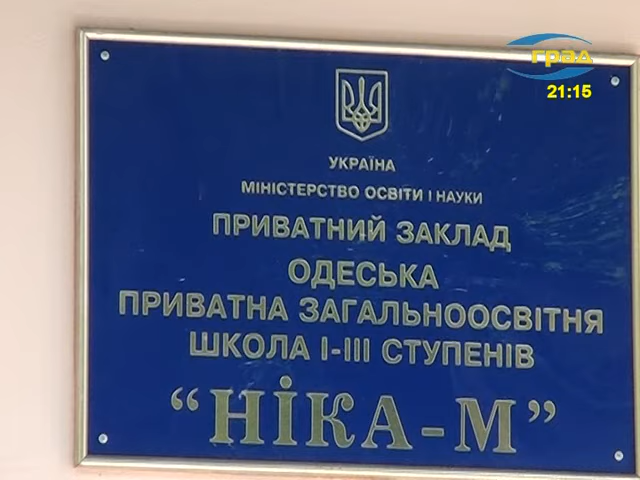 град
21:15
УКРАЇНА
МІНІСТЕРСТВО ОСВІТИ І НАУКИ
ПРИВАТНИЙ ЗАКЛАД
ОДЕСЬКА
ПРИВАТНА ЗАГАЛЬНООСВІТНЯ
ШКОЛА І-ІІІ СТУПЕНІВ
“НІКА-М”